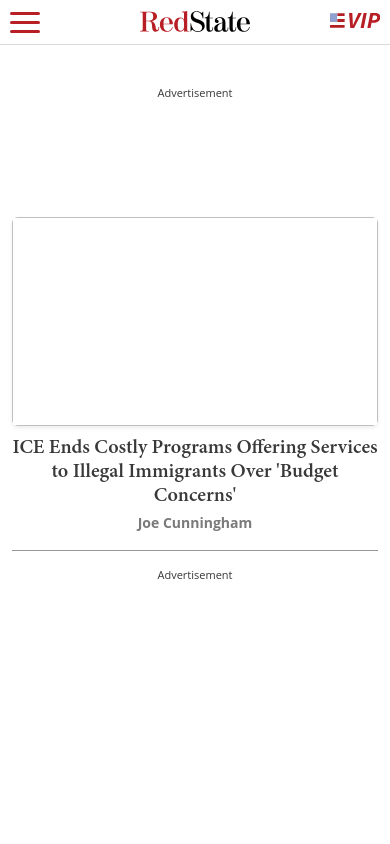 RedState
VIP
Advertisement
ICE Ends Costly Programs Offering Services
to Illegal Immigrants Over 'Budget
Concerns'
Joe Cunningham
Advertisement